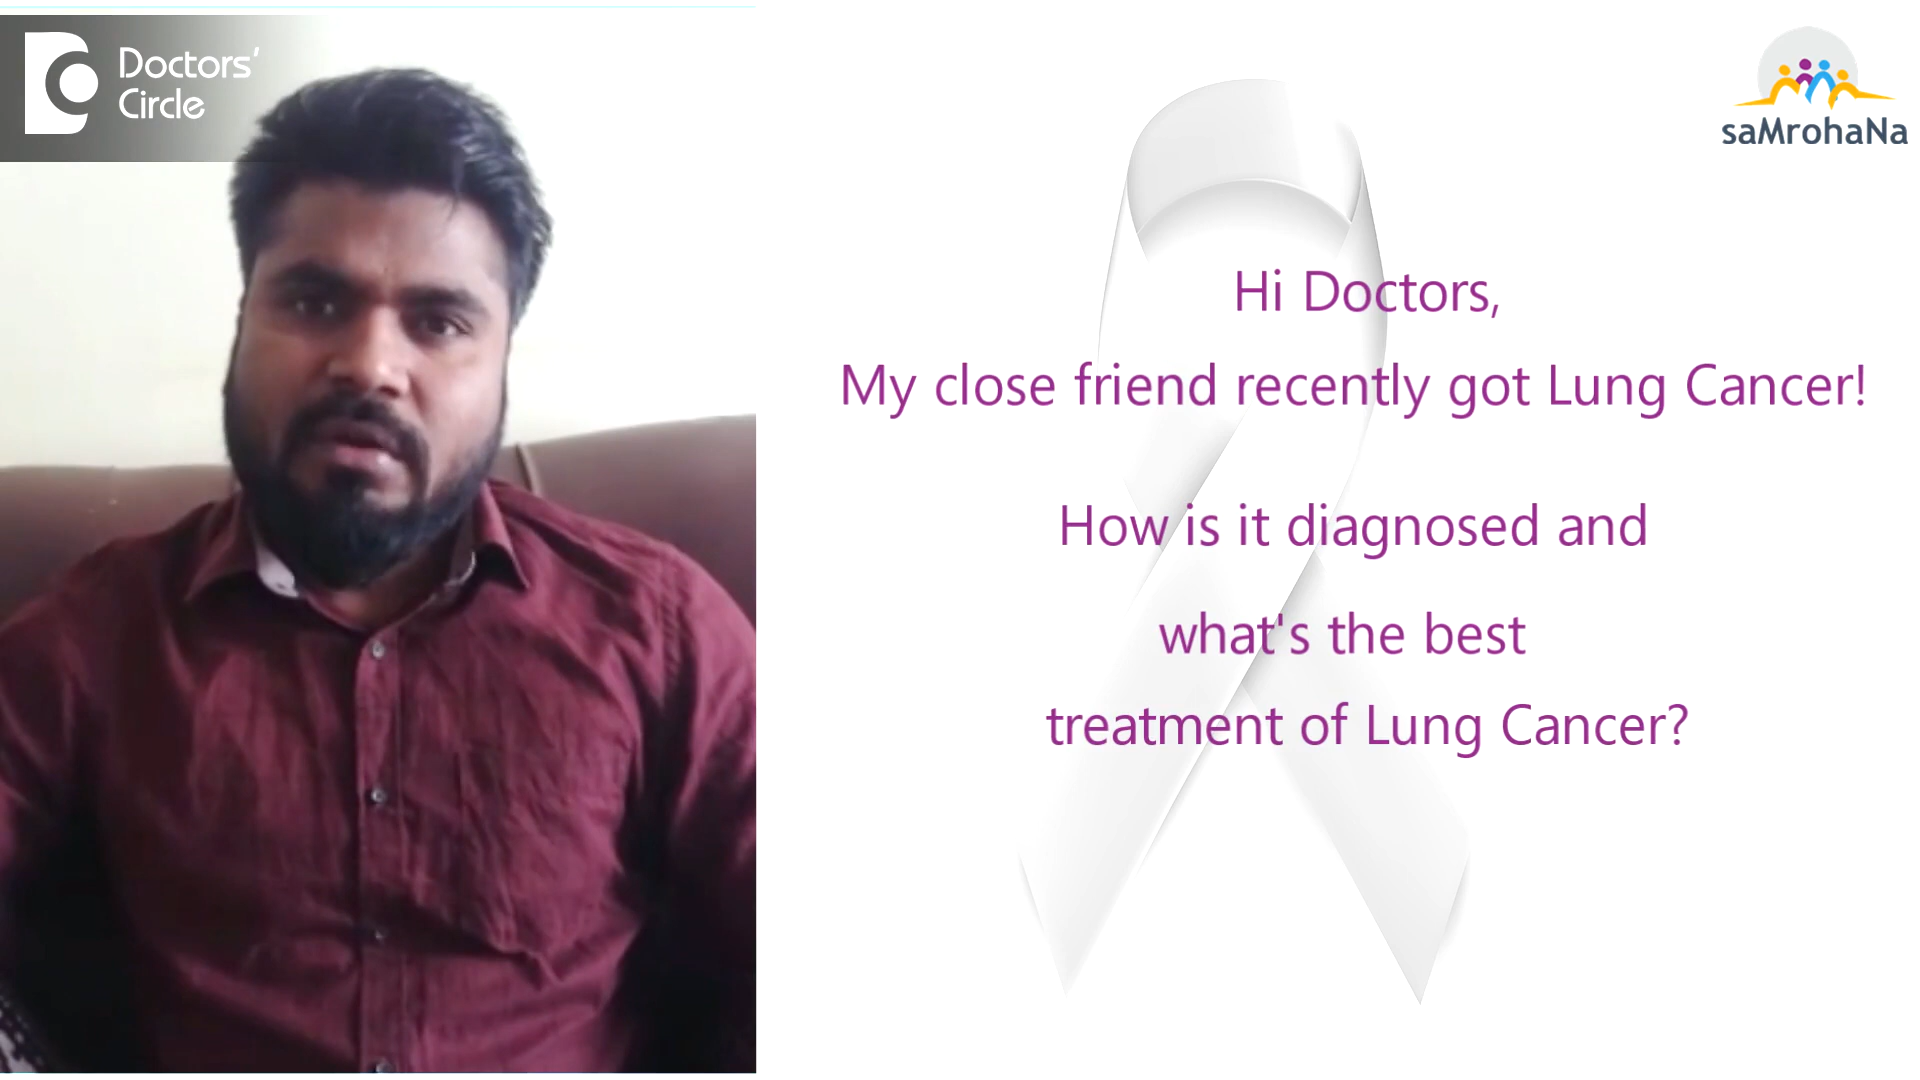 Doctors'
Circle
saMrohaNa
Hi Doctors,
My close friend recently got Lung Cancer!
How is it diagnosed and
what's the best
treatment of Lung Cancer?